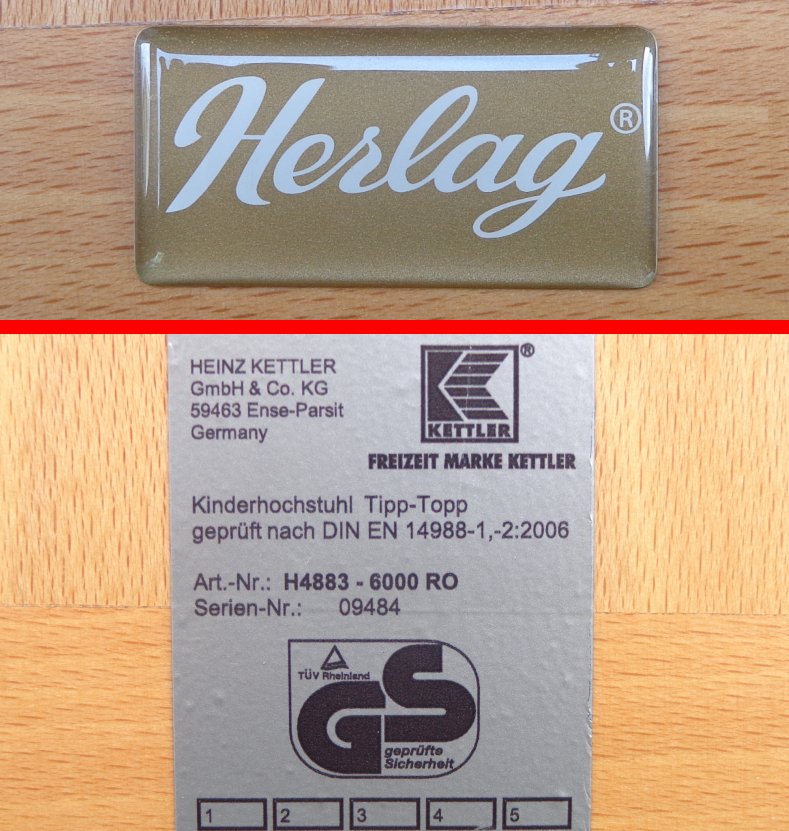 Herlag®
HEINZ KETTLER
GmbH & Co. KG
59463 Ense-Parsit
Germany
®
KETTLER
FREIZEIT MARKE KETTLER
Kinderhochstuhl Tipp-Topp
geprüft nach DIN EN 14988-1,-2:2006
Art.-Nr.: H4883 - 6000 RO
Serien-Nr.: 09484
TÜV Rheinland
GS
geprüfte
Sicherheit
1 2 3 4 5